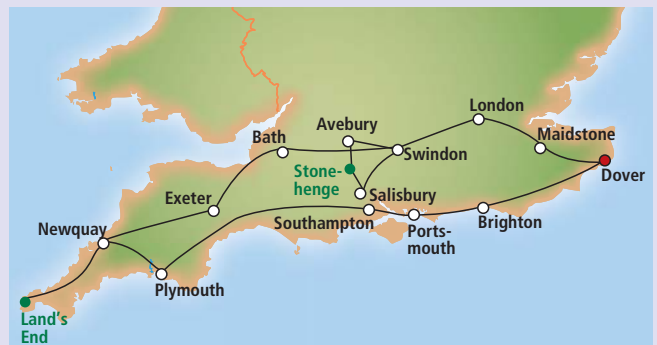 London
Avebury
Maidstone
Bath
Swindon
Stone-
henge
Dover
Exeter
Salisbury
Newquay
Southampton
Ports-
mouth
Brighton
Plymouth
Land's
End